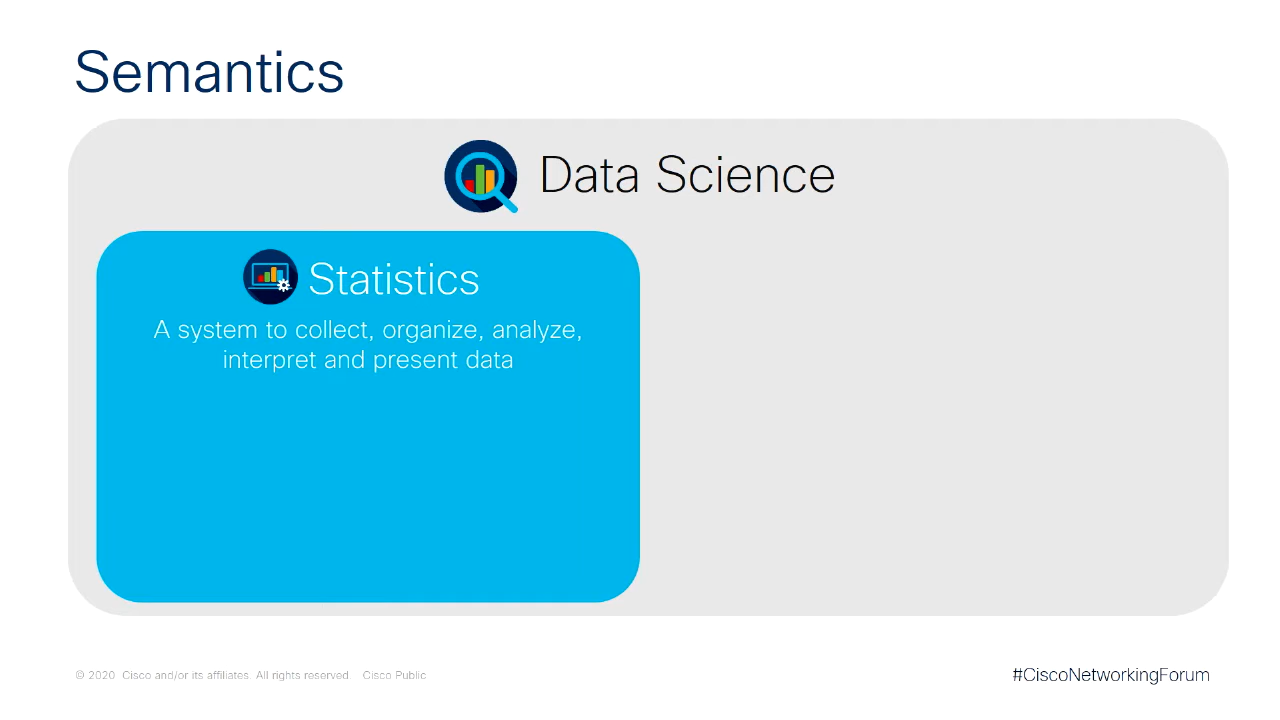 Semantics
Data Science
Statistics
A system to collect, organize, analyze,
interpret and present data
© 2020 Cisco and/or its affiliates. All rights reserved. Cisco Public
#CiscoNetworkingForum